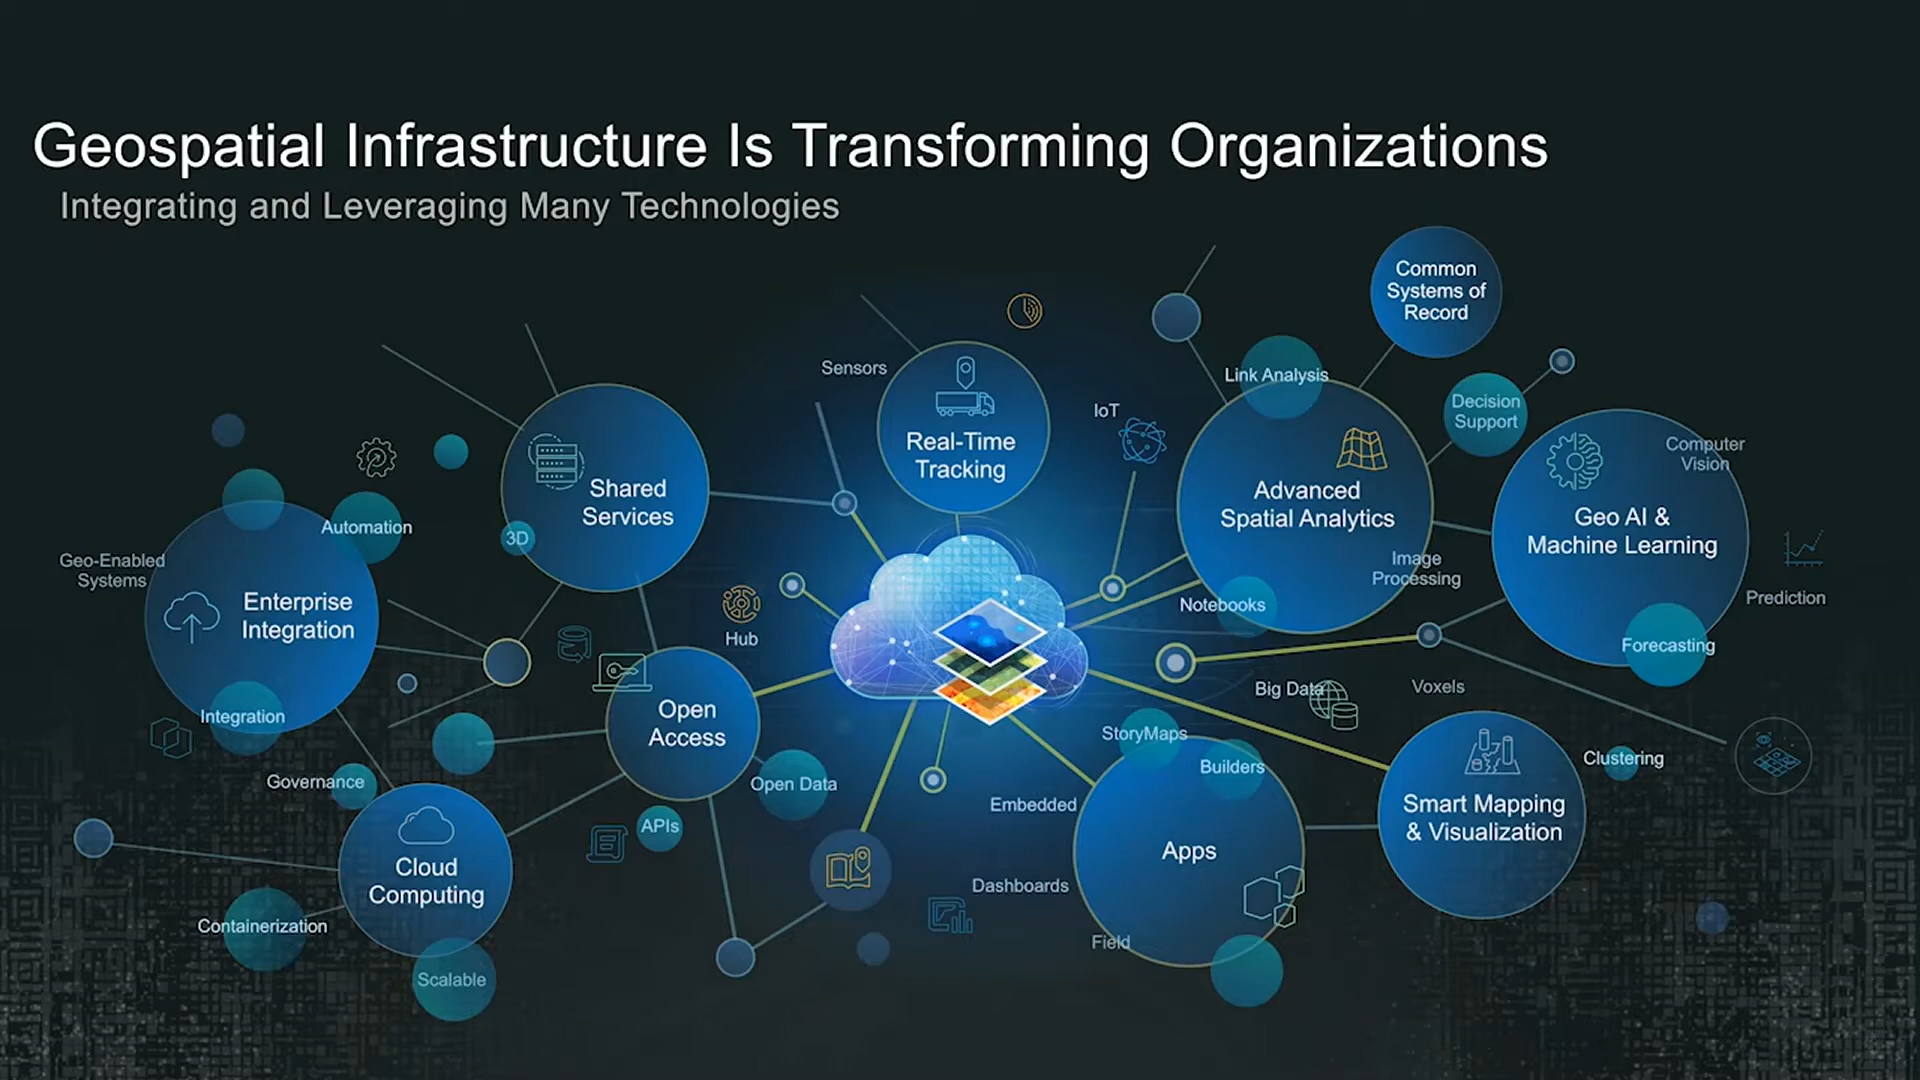 Geospatial Infrastructure Is Transforming Organizations
Integrating and Leveraging Many Technologies
Common
Systems of
Record
Sensors
Link Analysis
Decision
Support
IoT
Real-Time
Tracking
Computer
Vision
Shared
Services
Advanced
Spatial Analytics
Geo AI &
Machine Learning
Automation
3D
Geo-Enabled
Systems
Image
Processing
Enterprise
Integration
Notebooks
Prediction
Hub
Forecasting
Integration
Open
Access
Big Data
Voxels
StoryMaps
Builders
Clustering
Governance
Open Data
Embedded
Smart Mapping
& Visualization
APIs
Apps
Cloud
Computing
Dashboards
Containerization
Field
Scalable